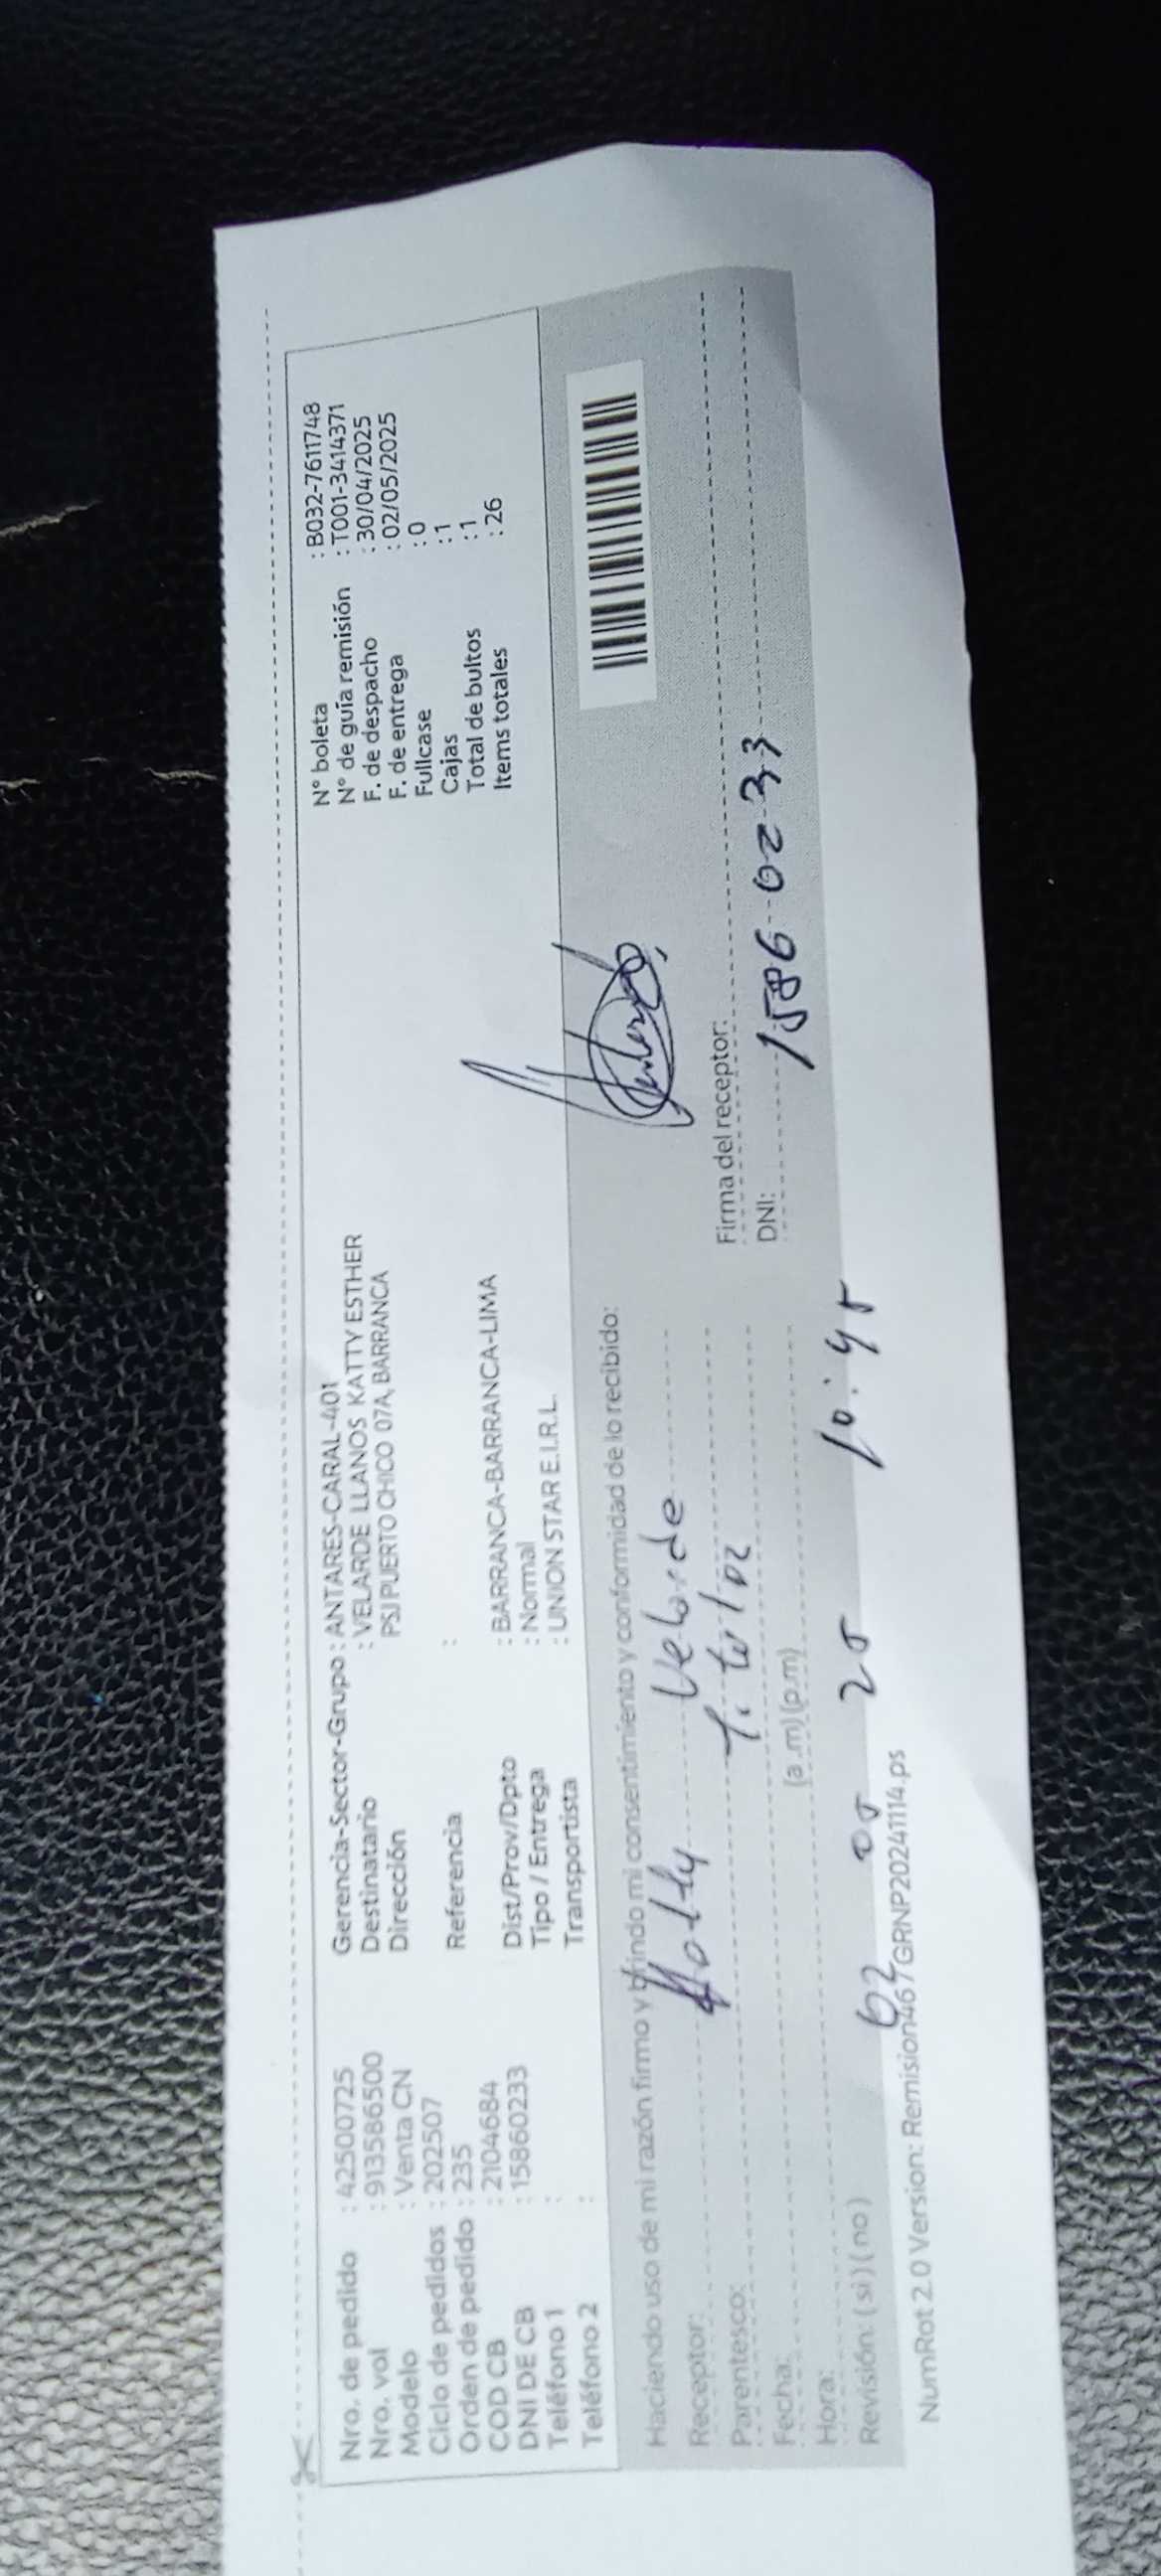 Nro. de pedido : 42500725
Nro. vol : 913586500
Modelo : Venta CN
Ciclo de pedidos : 202507
Orden de pedido : 235
COD CB : 2104684
DNI DE CB : 15860233
Teléfono 1 :
Teléfono 2 :
Gerencia-Sector-Grupo : ANTARES-CARAL-401
Destinatario : VELARDE LLANOS KATTY ESTHER
Dirección PSJ PUERTO CHICO 07A, BARRANCA
Referencia :
Dist/Prov/Dpto : BARRANCA-BARRANCA-LIMA
Tipo / Entrega : Normal
Transportista : UNION STAR E.I.R.L.
N° boleta : B032-7611748
N° de guía remisión : T001-3414371
F. de despacho : 30/04/2025
F. de entrega : 02/05/2025
Fullcase : 0
Cajas : 1
Total de bultos : 1
Items totales : 26
Haciendo uso de mi razón firmo y brindo mi consentimiento y conformidad de lo recibido:
Receptor: Katty Velarde
Parentesco: Titular
Fecha:
Hora: (a.m) (p.m)
Revisión: ( si ) ( no ) 02 05 25 10:45
Firma del receptor:
DNI: 15860233
NumRot 2.0 Version: Remision467GRNP20241114.ps